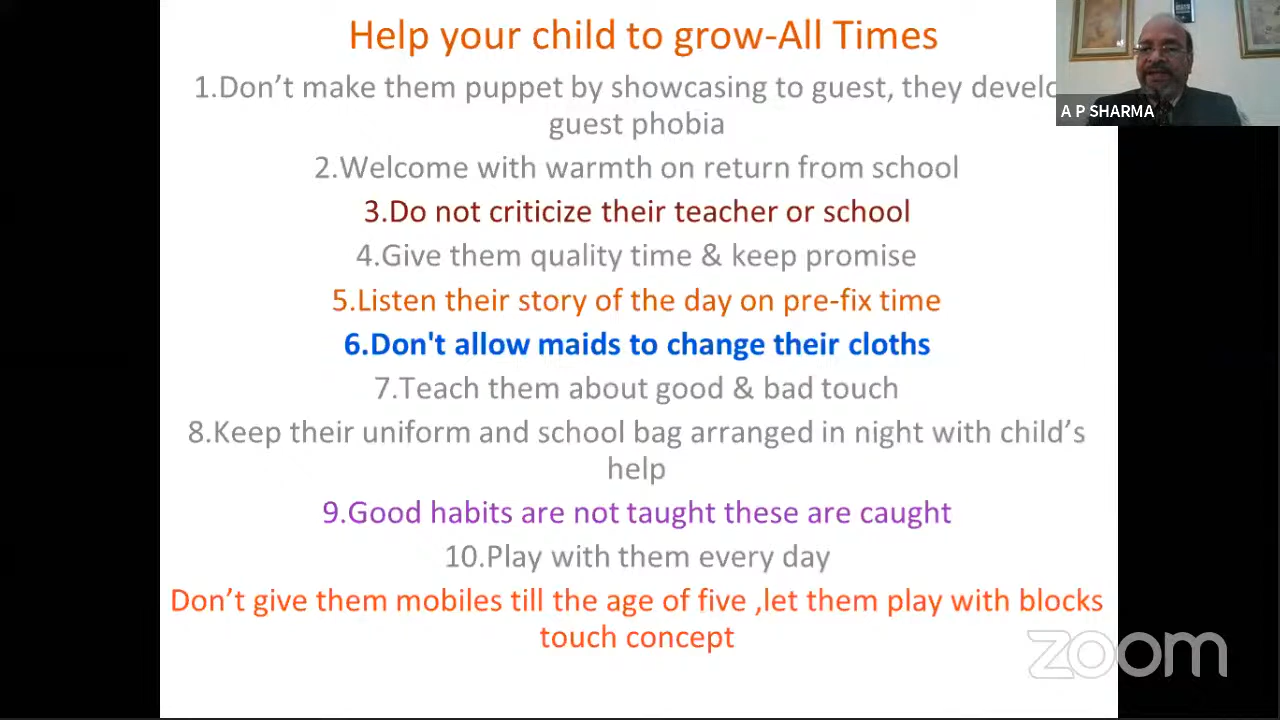 Help your child to grow-All Times
1.Don't make them puppet by showcasing to guest, they develo
guest phobia
2.Welcome with warmth on return from school
3.Do not criticize their teacher or school
4.Give them quality time & keep promise
5.Listen their story of the day on pre-fix time
6.Don't allow maids to change their cloths
7.Teach them about good & bad touch
8.Keep their uniform and school bag arranged in night with child's
help
9.Good habits are not taught these are caught
10.Play with them every day
Don't give them mobiles till the age of five ,let them play with blocks
touch concept
A P SHARMA
zoom